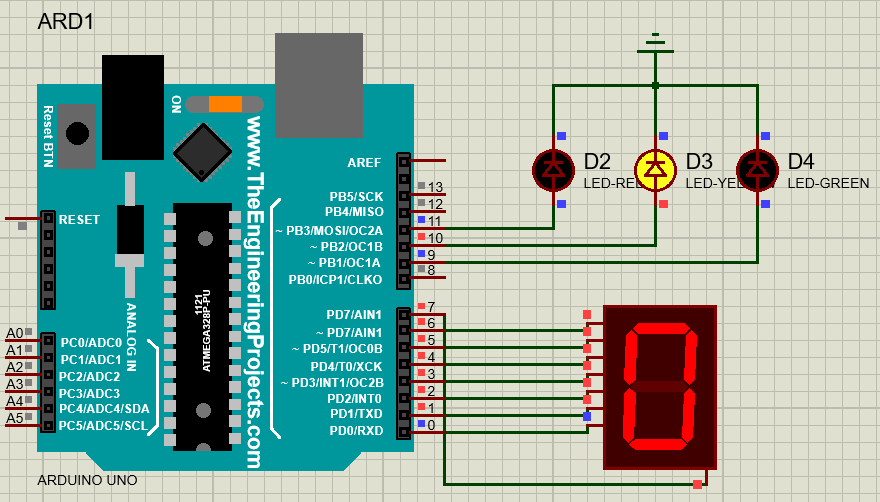 ARD1
Reset BTN
ON
www.TheEngineeringProjects.com
AREF
PB5/SCK
PB4/MISO
~ PB3/MOSI/OC2A
~ PB2/OC1B
~ PB1/OC1A
PB0/ICP1/CLKO
13
12
11
10
9
8
D2
LED-RED
D3
LED-YE
D4
LED-GREEN
RESET
1121
ATMEGA328P-PU
ANALOG IN
PD7/AIN1
~ PD7/AIN1
~ PD5/T1/OC0B
PD4/T0/XCK
~ PD3/INT1/OC2B
PD2/INT0
PD1/TXD
PD0/RXD
7
6
5
4
3
2
1
0
A0
A1
A2
A3
A4
A5
PC0/ADC0
PC1/ADC1
PC2/ADC2
PC3/ADC3
PC4/ADC4/SDA
PC5/ADC5/SCL
0
ARDUINO UNO